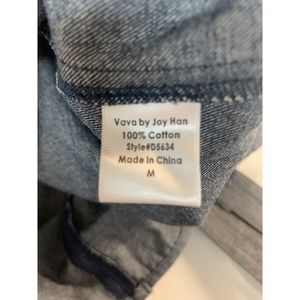 Vava by Joy Han
100% Cotton
Style#D5634
Made in China
M